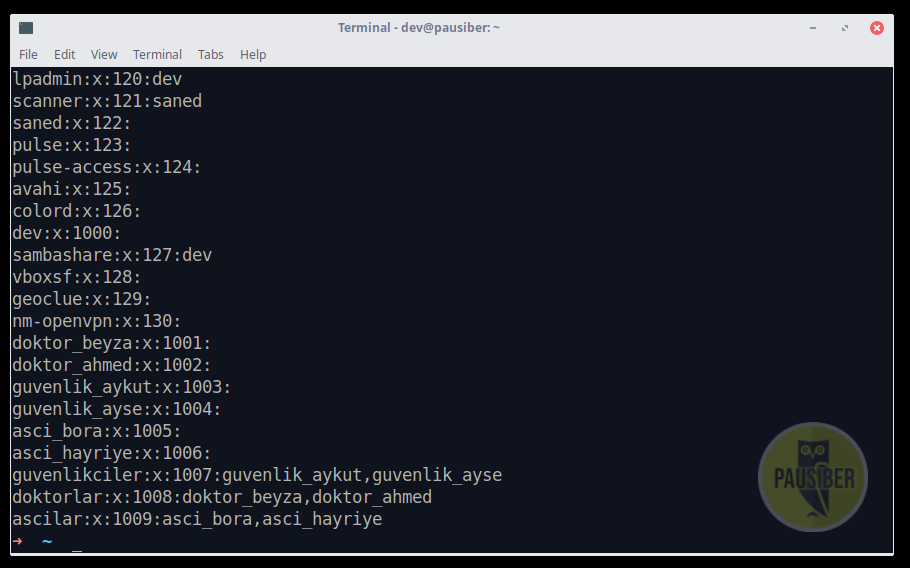 Terminal - dev@pausiber: ~
File Edit View Terminal Tabs Help
lpadmin:x:120:dev
scanner:x:121:saned
saned:x:122:
pulse:x:123:
pulse-access:x:124:
avahi:x:125:
colord:x:126:
dev:x:1000:
sambashare:x:127:dev
vboxsf:x:128:
geoclue:x:129:
nm-openvpn:x:130:
doktor_beyza:x:1001:
doktor_ahmed:x:1002:
guvenlik_aykut:x:1003:
guvenlik_ayse:x:1004:
asci_bora:x:1005:
asci_hayriye:x:1006:
guvenlikciler:x:1007:guvenlik_aykut,guvenlik_ayse
doktorlar:x:1008:doktor_beyza,doktor_ahmed
ascilar:x:1009:asci_bora,asci_hayriye
➜ ~ _
PAUSIBER